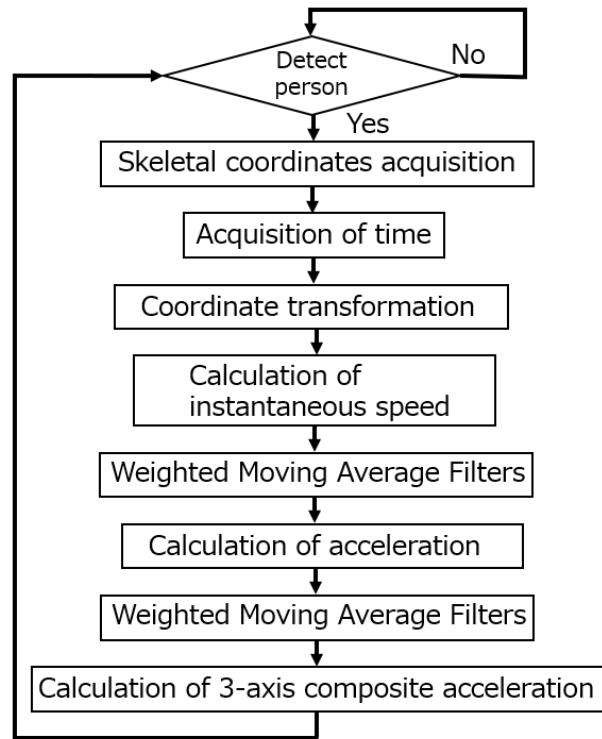 Detect
person
No
Yes
Skeletal coordinates acquisition
Acquisition of time
Coordinate transformation
Calculation of
instantaneous speed
Weighted Moving Average Filters
Calculation of acceleration
Weighted Moving Average Filters
Calculation of 3-axis composite acceleration